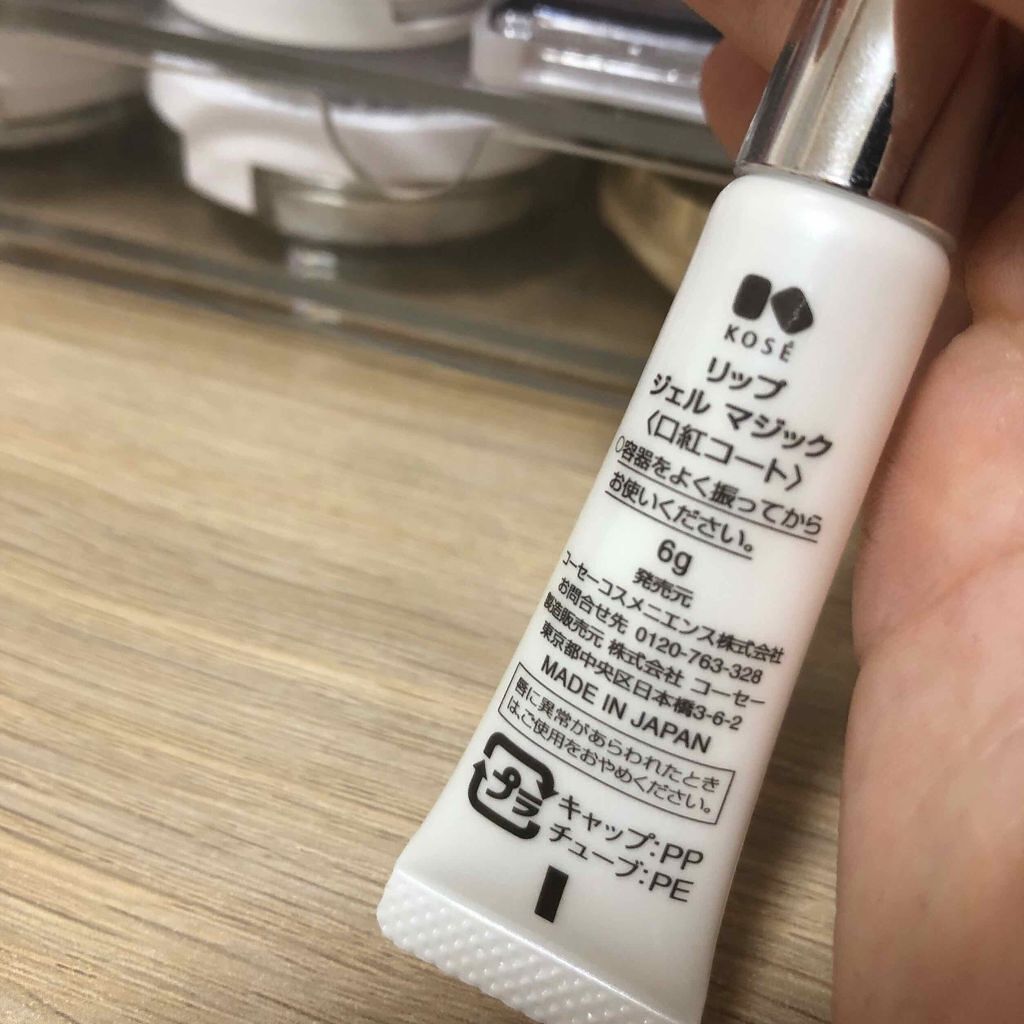 KOSÉ
リップ
ジェル マジック
〈口紅コート〉
○容器をよく振ってから
お使いください。
6g
発売元
コーセーコスメニエンス株式会社
お問合せ先 0120-763-328
製造販売元 株式会社 コーセー
東京都中央区日本橋3-6-2
MADE IN JAPAN
唇に異常があらわれたとき
は、ご使用をおやめください。
プラ
キャップ:PP
チューブ:PE